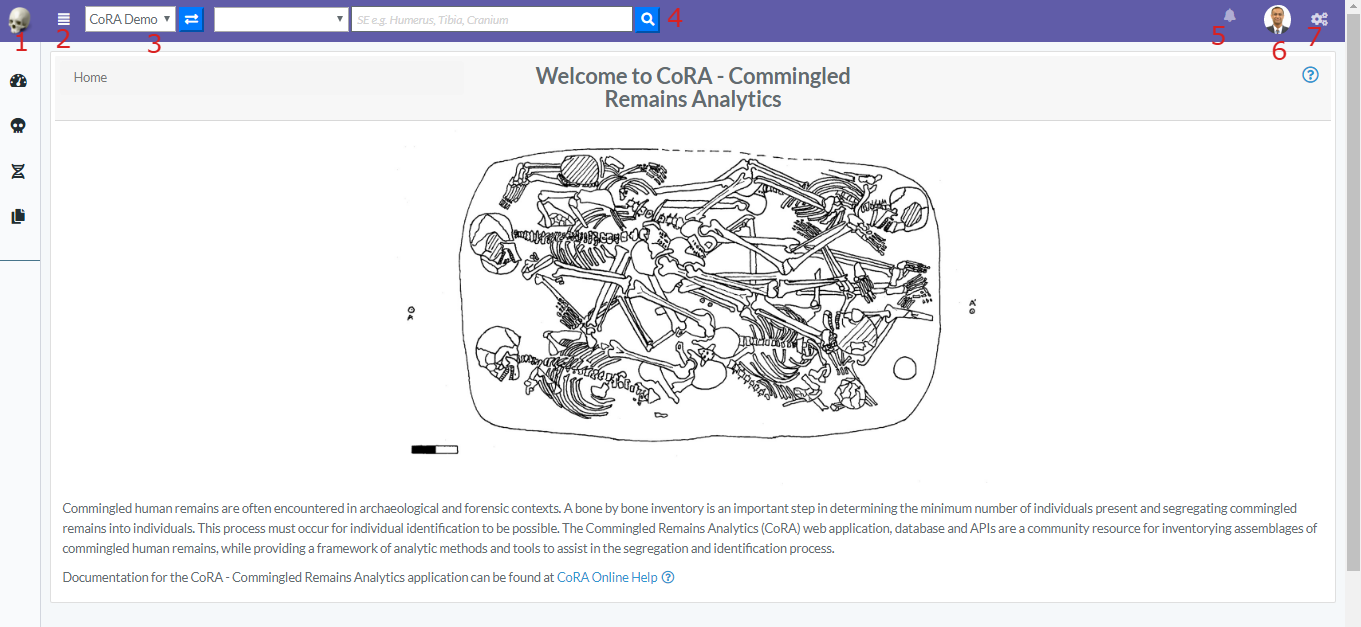 CoRA Demo
SE e.g. Humerus, Tibia, Cranium
1
2
3
4
5
6
7
Home
Welcome to CoRA - Commingled
Remains Analytics
A
A'
Commingled human remains are often encountered in archaeological and forensic contexts. A bone by bone inventory is an important step in determining the minimum number of individuals present and segregating commingled
remains into individuals. This process must occur for individual identification to be possible. The Commingled Remains Analytics (CoRA) web application, database and APIs are a community resource for inventorying assemblages of
commingled human remains, while providing a framework of analytic methods and tools to assist in the segregation and identification process.
Documentation for the CoRA - Commingled Remains Analytics application can be found at CoRA Online Help